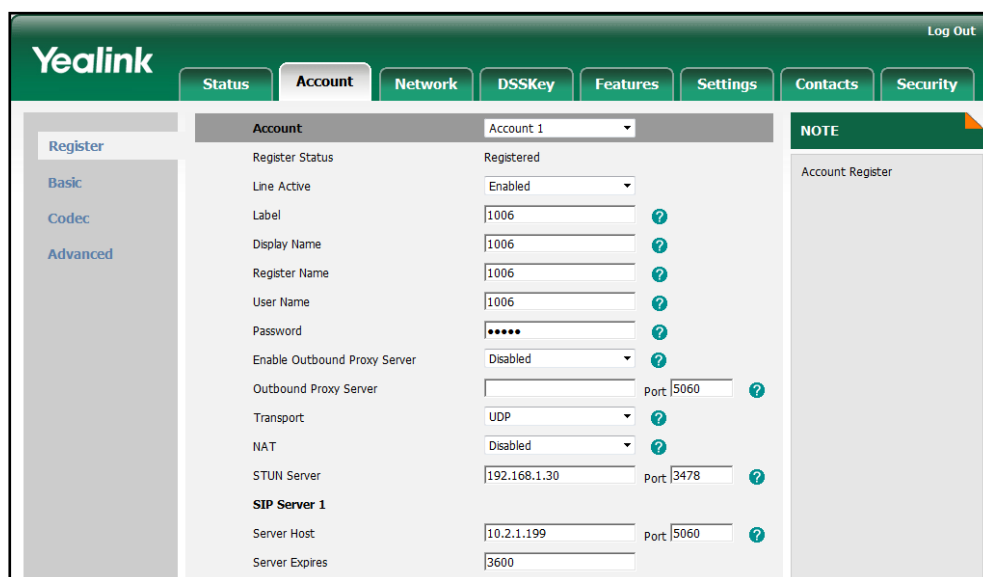 Log Out
Yealink
Status Account Network DSSKey Features Settings Contacts Security
Register
Basic
Codec
Advanced
Account Account 1
Register Status Registered
Line Active Enabled
Label 1006 ?
Display Name 1006 ?
Register Name 1006 ?
User Name 1006 ?
Password ••••• ?
Enable Outbound Proxy Server Disabled ?
Outbound Proxy Server Port 5060 ?
Transport UDP ?
NAT Disabled ?
STUN Server 192.168.1.30 Port 3478 ?
SIP Server 1
Server Host 10.2.1.199 Port 5060 ?
Server Expires 3600
NOTE
Account Register